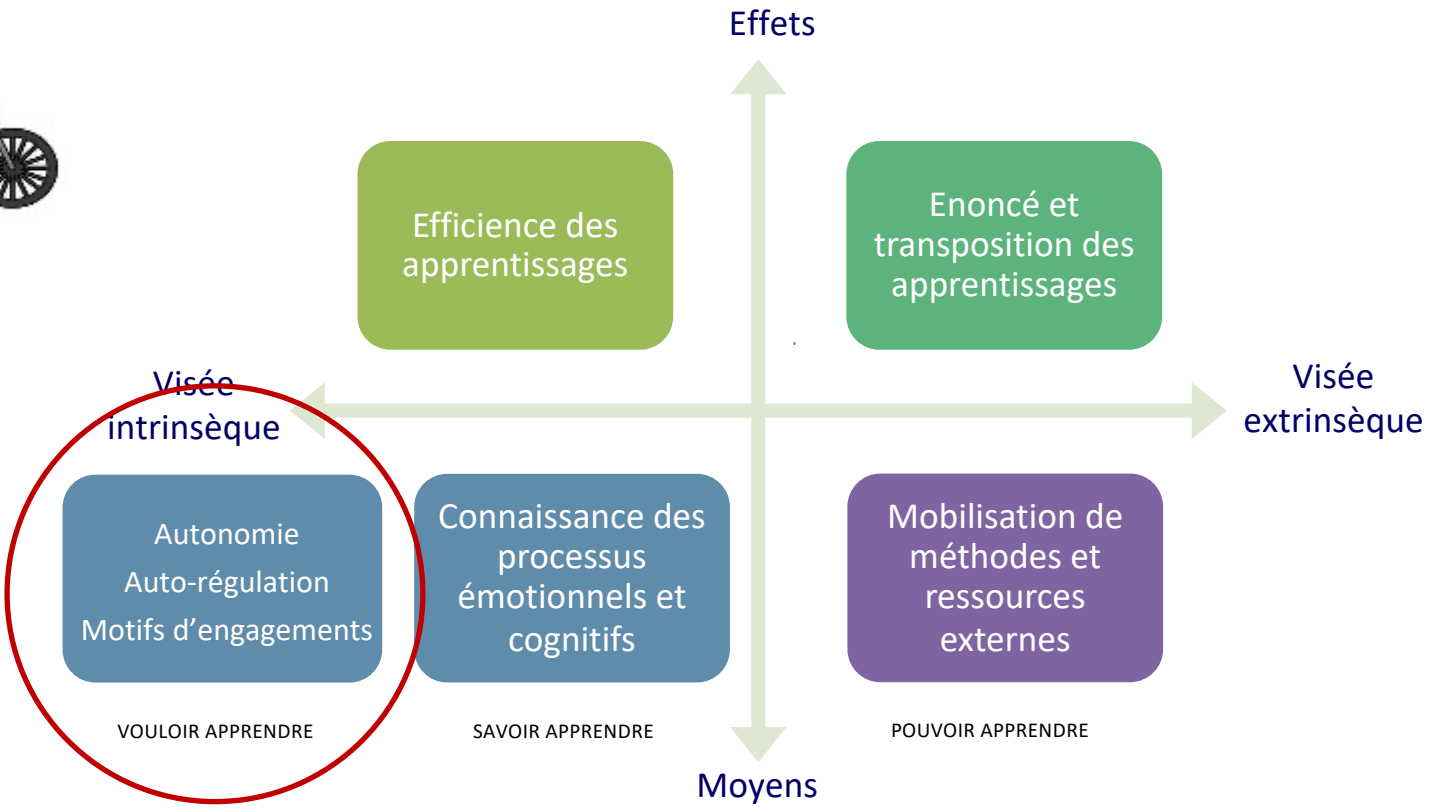 Effets
Efficience des
apprentissages
Enoncé et
transposition des
apprentissages
Visée
intrinsèque
Visée
extrinsèque
Autonomie
Auto-régulation
Motifs d’engagements
Connaissance des
processus
émotionnels et
cognitifs
Mobilisation de
méthodes et
ressources
externes
VOULOIR APPRENDRE
SAVOIR APPRENDRE
POUVOIR APPRENDRE
Moyens